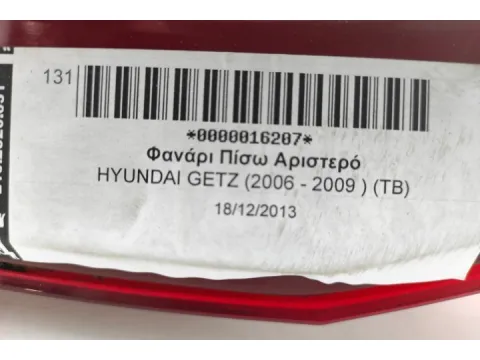 131
*0000016207*
Φανάρι Πίσω Αριστερό
HYUNDAI GETZ (2006 - 2009 ) (TB)
18/12/2013